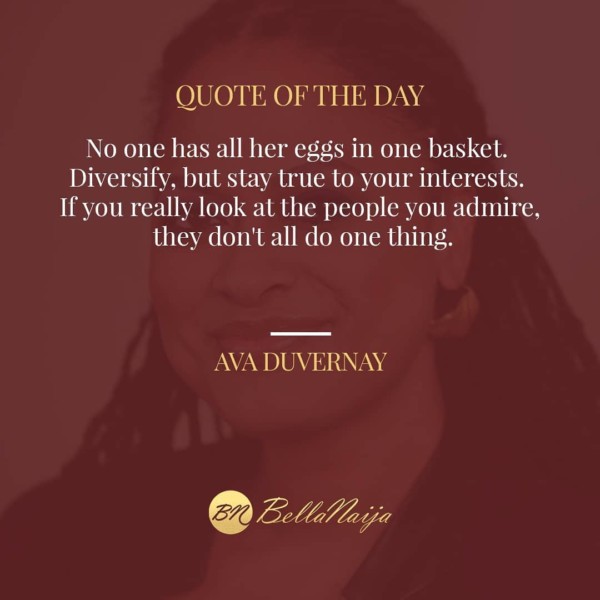 QUOTE OF THE DAY
No one has all her eggs in one basket.
Diversify, but stay true to your interests.
If you really look at the people you admire,
they don't all do one thing.
AVA DUVERNAY
BN BellaNaija